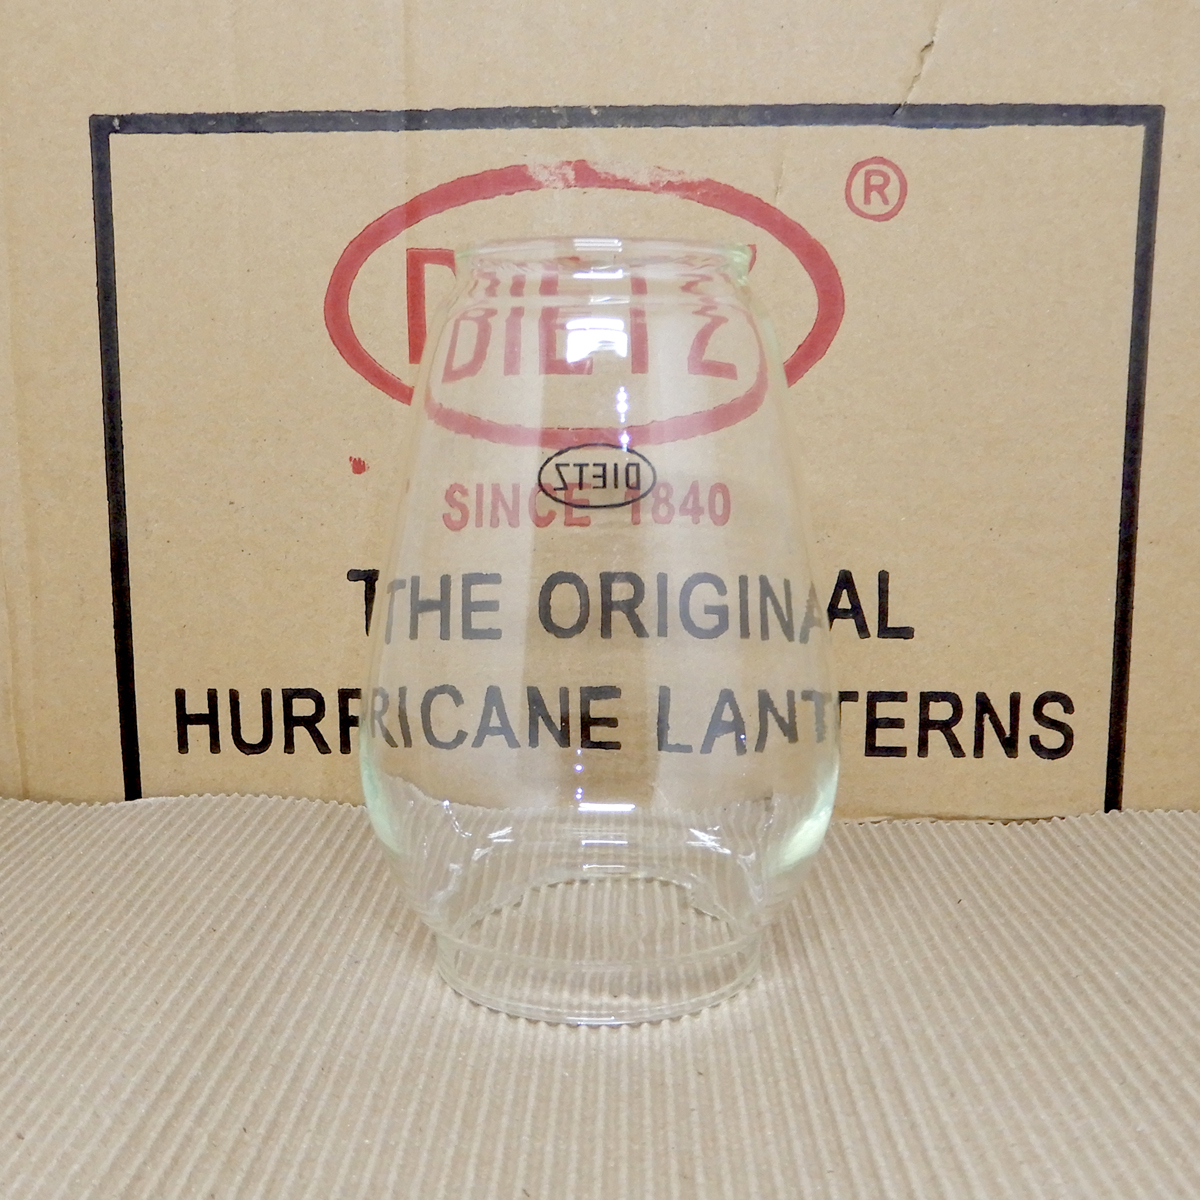 DIETZ
®
DIETZ
SINCE 1840
THE ORIGINAL
HURRICANE LANTERNS